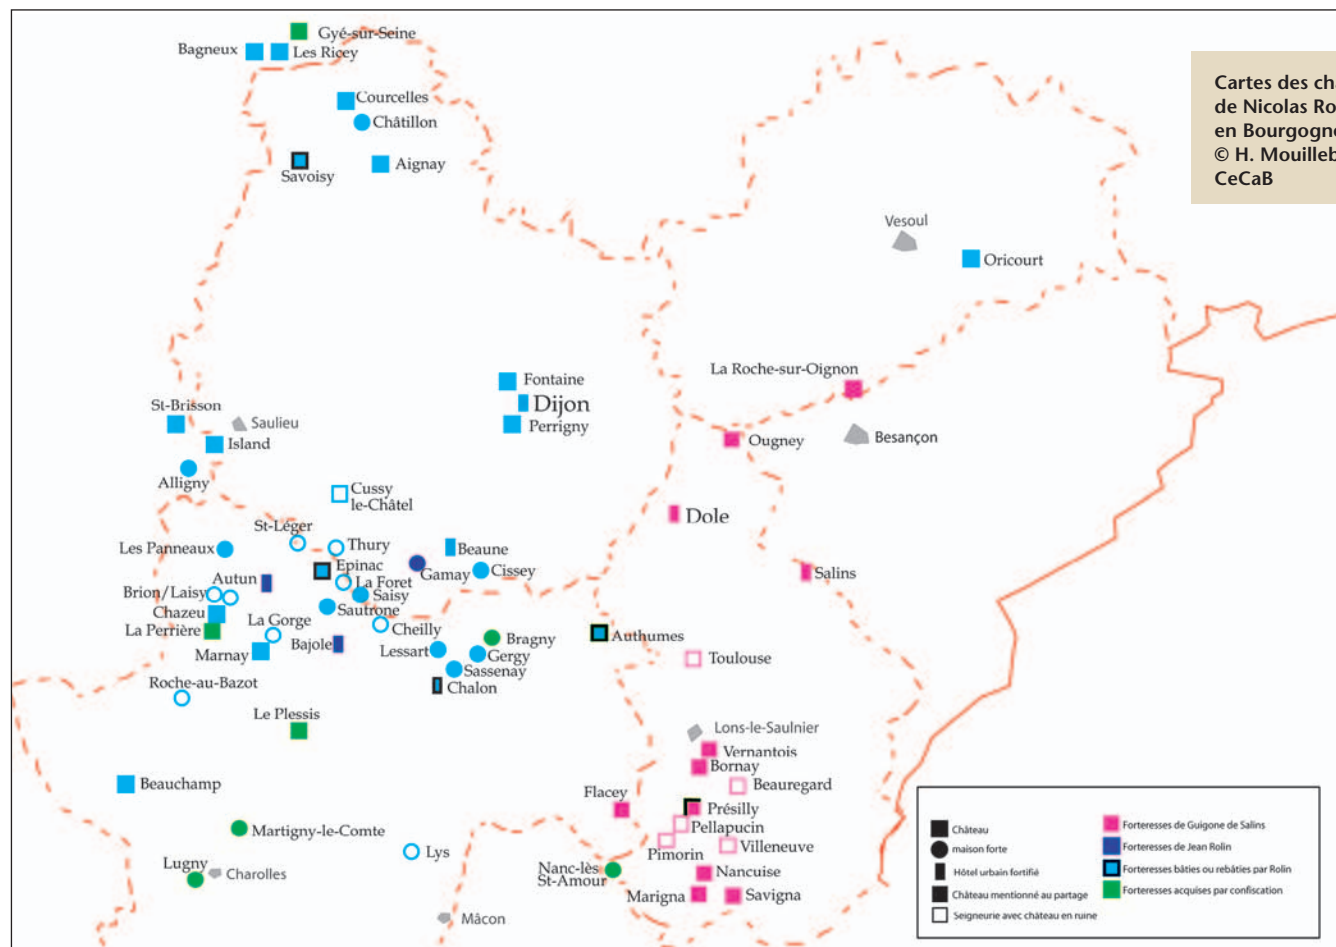 Gyé-sur-Seine
Bagneux
Les Ricey
Cartes des
de Nicolas
en Bourgogne
© H.
CeCaB
Courcelles
Châtillon
Savoisy
Aignay
Vesoul
Oricourt
La Roche-sur-Oignon
Fontaine
Dijon
Perrigny
St-Brisson
Saulieu
Island
Alligny
Ougney
Besançon
Cussy
le-Châtel
Dole
St-Léger
Thury
Les Panneaux
Epinac
Beaune
Gamay
Cissey
Salins
Autun
La Foret
Saisy
Brion/Laisy
Chazeu
Sautrone
La Perrière
La Gorge
Cheilly
Marnay
Bajole
Lessart
Bragny
Gergy
Sassenay
Chalon
Authumes
Toulouse
Roche-au-Bazot
Le Plessis
Lons-le-Saulnier
Vernantois
Bornay
Beauregard
Beauchamp
Flacey
Présilly
Pellapucin
Pimorin
Villeneuve
Martigny-le-Comte
Lys
Lugny
Charolles
Nanc-lès
St-Amour
Nancuise
Marigna
Savigna
Mâcon
Château
maison forte
Hôtel urbain fortifié
Château mentionné au partage
Seigneurie avec château en ruine
Forteresses de Guigone de Salins
Forteresses de Jean Rolin
Forteresses bâties ou rebâties par Rolin
Forteresses acquises par confiscation